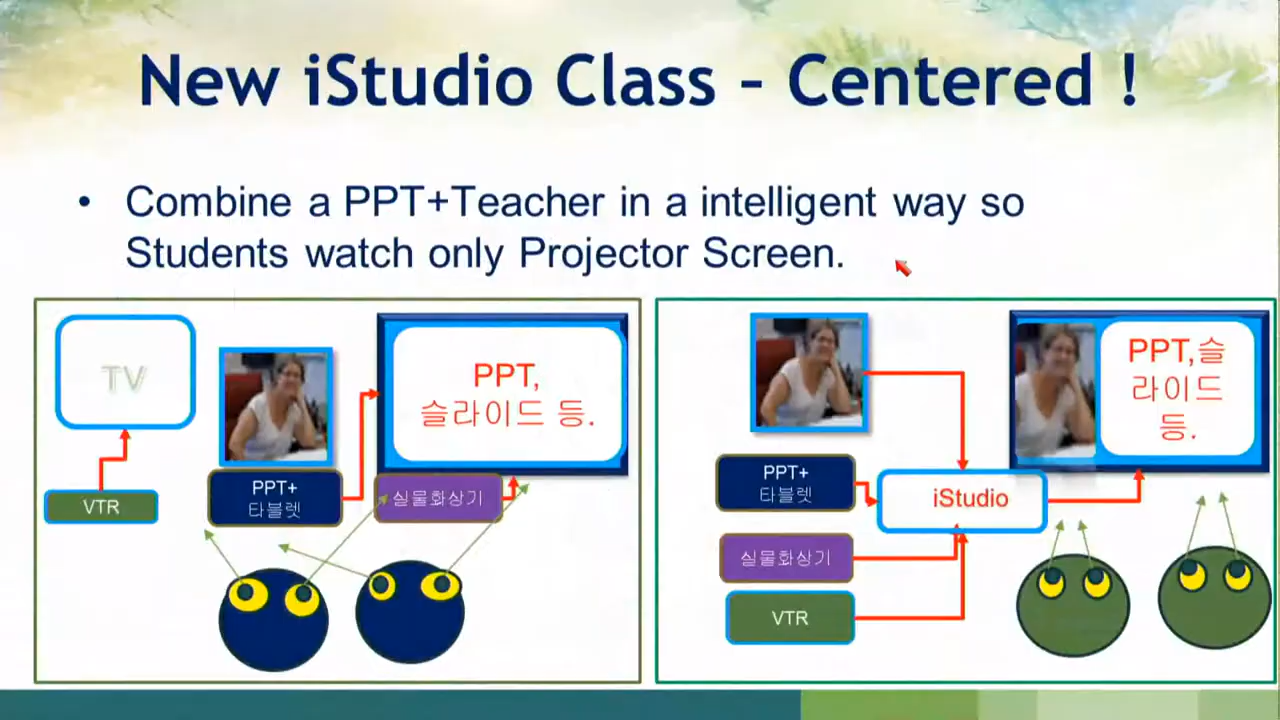 New iStudio Class – Centered !
• Combine a PPT+Teacher in a intelligent way so
Students watch only Projector Screen.
TV
VTR
PPT+
타블렛
PPT,
슬라이드 등.
실물화상기
PPT,슬
라이드
등.
PPT+
타블렛
iStudio
실물화상기
VTR